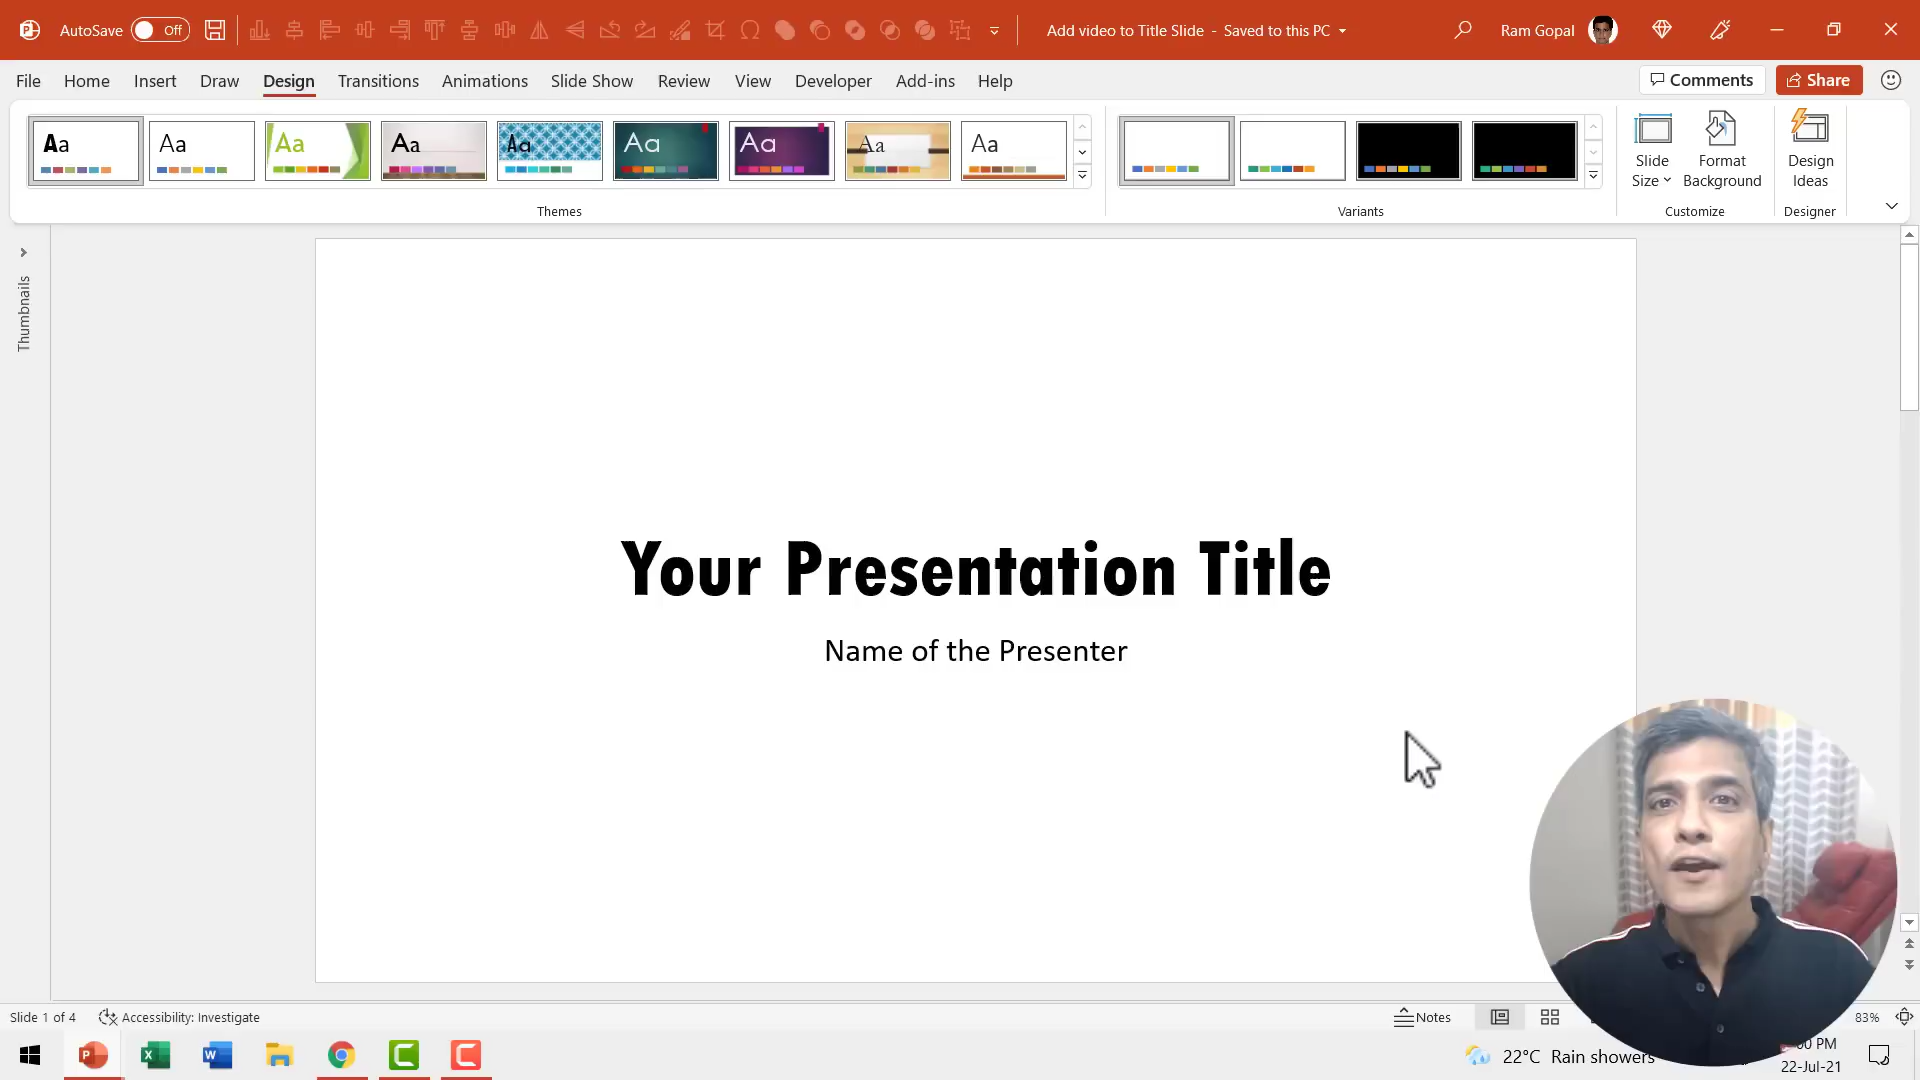 AutoSave Off Add video to Title Slide - Saved to this PC Ram Gopal
File Home Insert Draw Design Transitions Animations Slide Show Review View Developer Add-ins Help Comments Share
Aa Aa Aa Aa Aa Aa Aa Aa Aa
Slide Size
Format Background
Design Ideas
Themes Variants Customize Designer
Thumbnails
Your Presentation Title
Name of the Presenter
Slide 1 of 4 Accessibility: Investigate Notes 83%
22°C Rain showers
00 PM
22-Jul-21